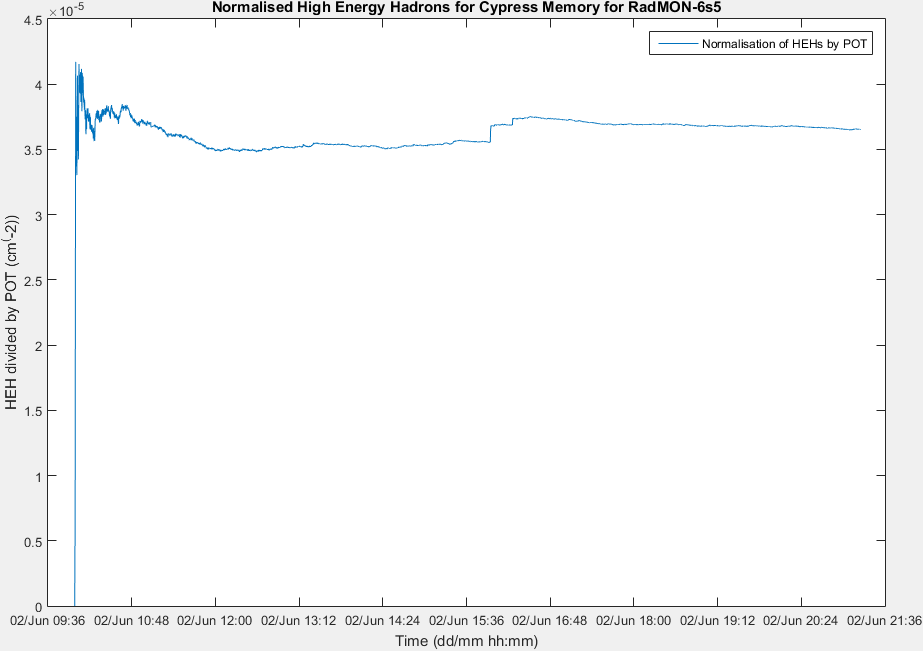 Normalised High Energy Hadrons for Cypress Memory for RadMON-6s5
×10-5
Normalisation of HEHs by POT
4.5
4
3.5
3
2.5
2
1.5
1
0.5
0
HEH divided by POT (cm(-2))
02/Jun 09:36 02/Jun 10:48 02/Jun 12:00 02/Jun 13:12 02/Jun 14:24 02/Jun 15:36 02/Jun 16:48 02/Jun 18:00 02/Jun 19:12 02/Jun 20:24 02/Jun 21:36
Time (dd/mm hh:mm)